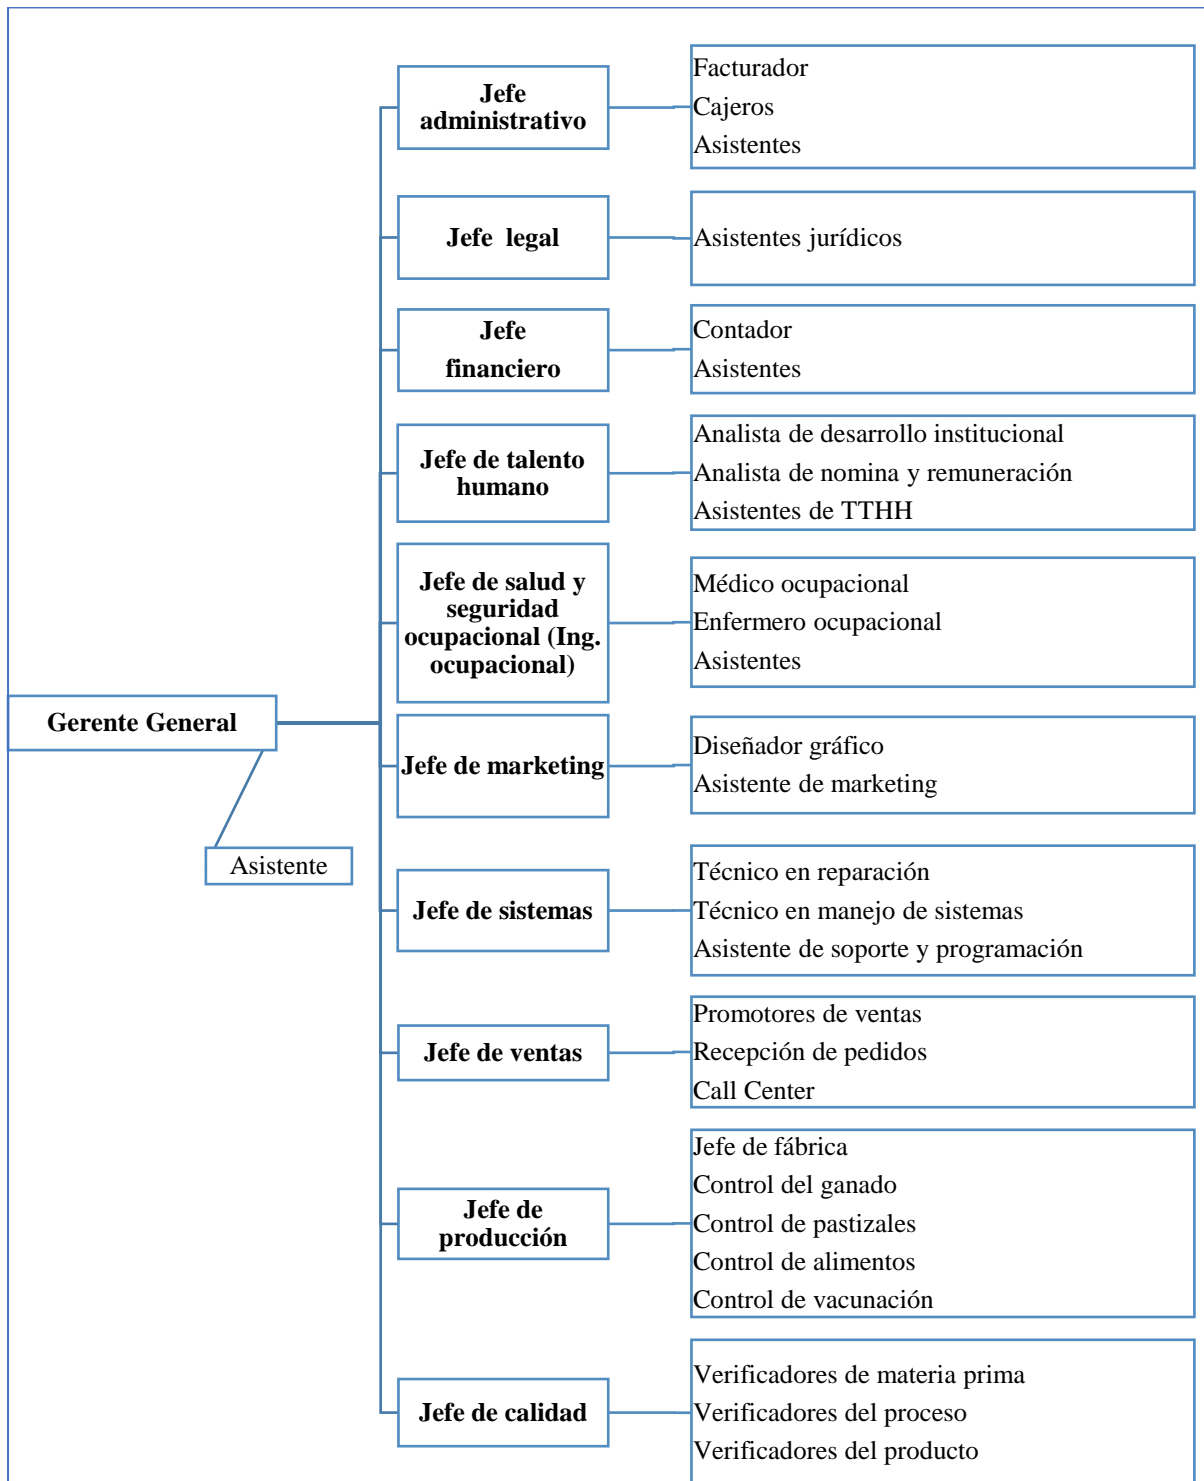 Gerente General
Asistente
Jefe
administrativo
Facturador
Cajeros
Asistentes
Jefe legal
Asistentes jurídicos
Jefe
financiero
Contador
Asistentes
Jefe de talento
humano
Analista de desarrollo institucional
Analista de nomina y remuneración
Asistentes de TTHH
Jefe de salud y
seguridad
ocupacional (Ing.
ocupacional)
Médico ocupacional
Enfermero ocupacional
Asistentes
Jefe de marketing
Diseñador gráfico
Asistente de marketing
Jefe de sistemas
Técnico en reparación
Técnico en manejo de sistemas
Asistente de soporte y programación
Jefe de ventas
Promotores de ventas
Recepción de pedidos
Call Center
Jefe de
producción
Jefe de fábrica
Control del ganado
Control de pastizales
Control de alimentos
Control de vacunación
Jefe de calidad
Verificadores de materia prima
Verificadores del proceso
Verificadores del producto